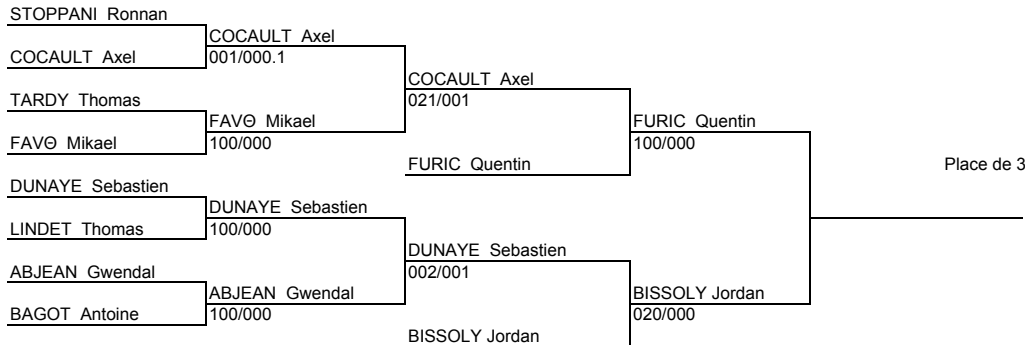 STOPPANI Ronnan
COCAULT Axel
COCAULT Axel
001/000.1
COCAULT Axel
021/001
TARDY Thomas
FAVΘ Mikael
FURIC Quentin
FAVΘ Mikael
100/000
100/000
FURIC Quentin
Place de 3
DUNAYE Sebastien
DUNAYE Sebastien
LINDET Thomas
100/000
DUNAYE Sebastien
002/001
ABJEAN Gwendal
ABJEAN Gwendal
BISSOLY Jordan
BAGOT Antoine
100/000
020/000
BISSOLY Jordan